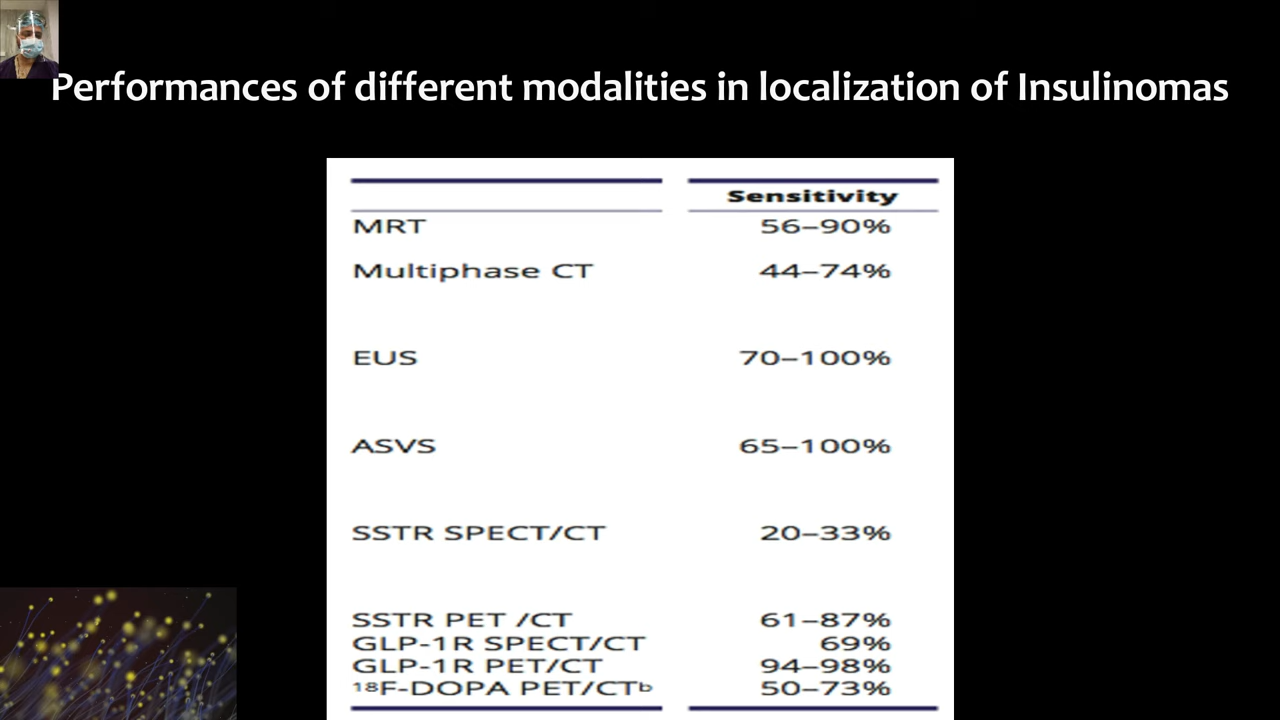 Performances of different modalities in localization of Insulinomas
Sensitivity
MRT 56–90%
Multiphase CT 44–74%
EUS 70–100%
ASVS 65–100%
SSTR SPECT/CT 20–33%
SSTR PET /CT 61–87%
GLP-1R SPECT/CT 69%
GLP-1R PET/CT 94–98%
¹⁸F-DOPA PET/CTᵇ 50–73%